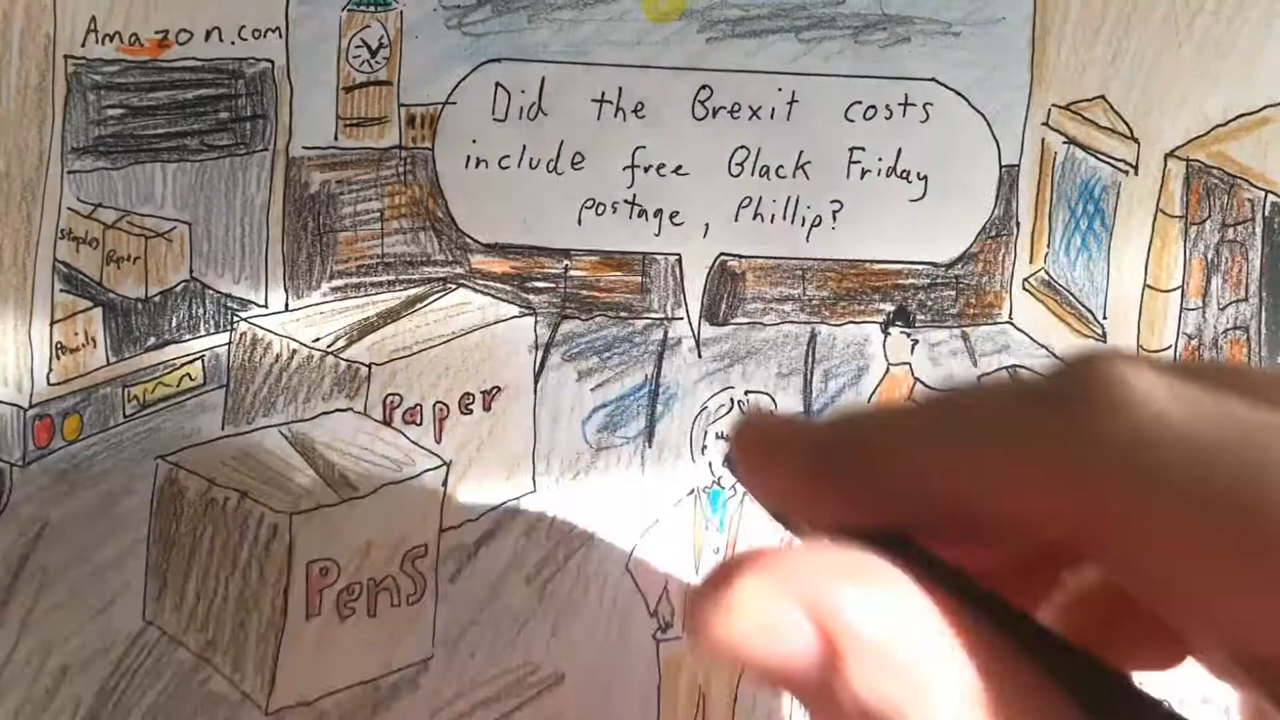 Amazon.com
Did the Brexit costs
include free Black Friday
postage, Phillip?
Staples
Paper
Pencils
Paper
Pens